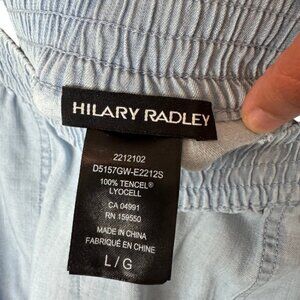 HILARY RADLEY
2212102
D5157GW-E2212S
100% TENCEL®
LYOCELL
CA 04991
RN 159550
MADE IN CHINA
FABRIQUÉ EN CHINE
L / G